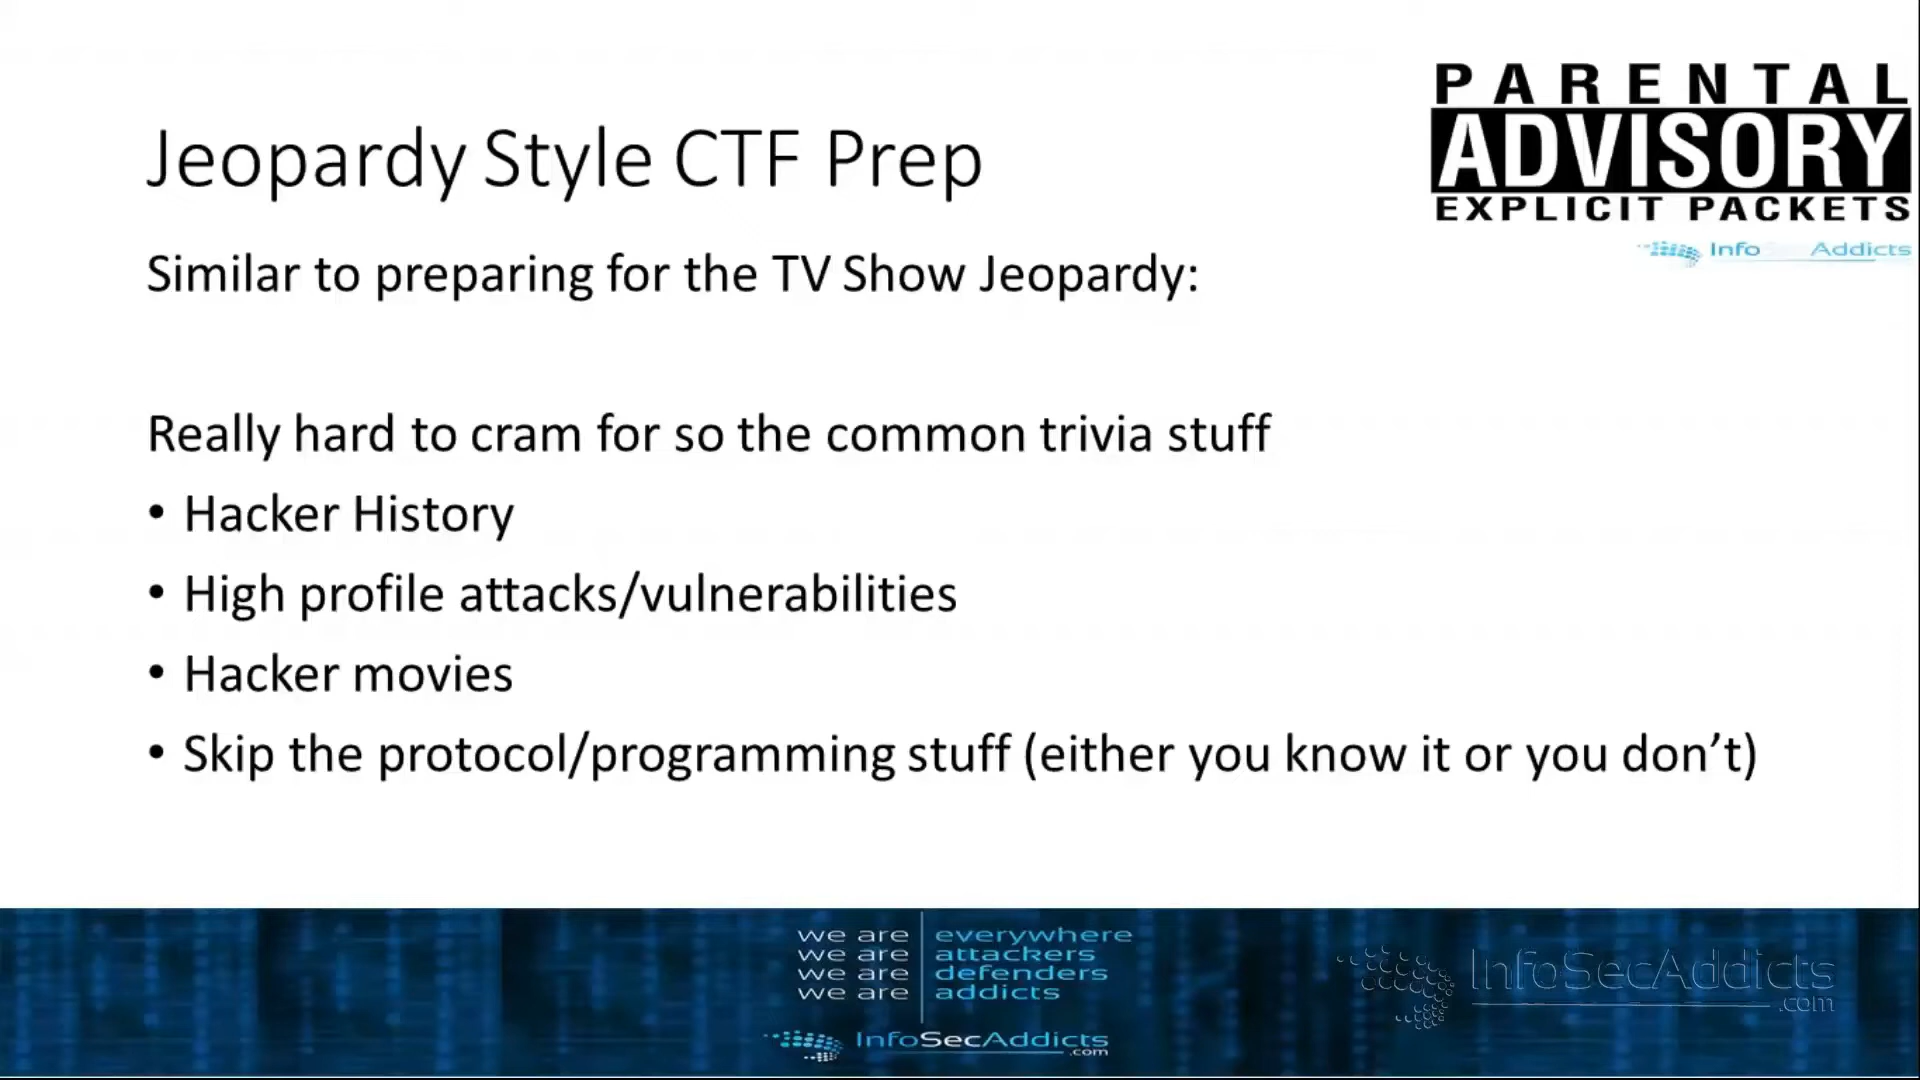 PARENTAL
ADVISORY
EXPLICIT PACKETS
Info Addicts
Jeopardy Style CTF Prep
Similar to preparing for the TV Show Jeopardy:
Really hard to cram for so the common trivia stuff
• Hacker History
• High profile attacks/vulnerabilities
• Hacker movies
• Skip the protocol/programming stuff (either you know it or you don’t)
we are everywhere
we are attackers
we are defenders
we are addicts
InfoSecAddicts
.com
InfoSecAddicts
.com